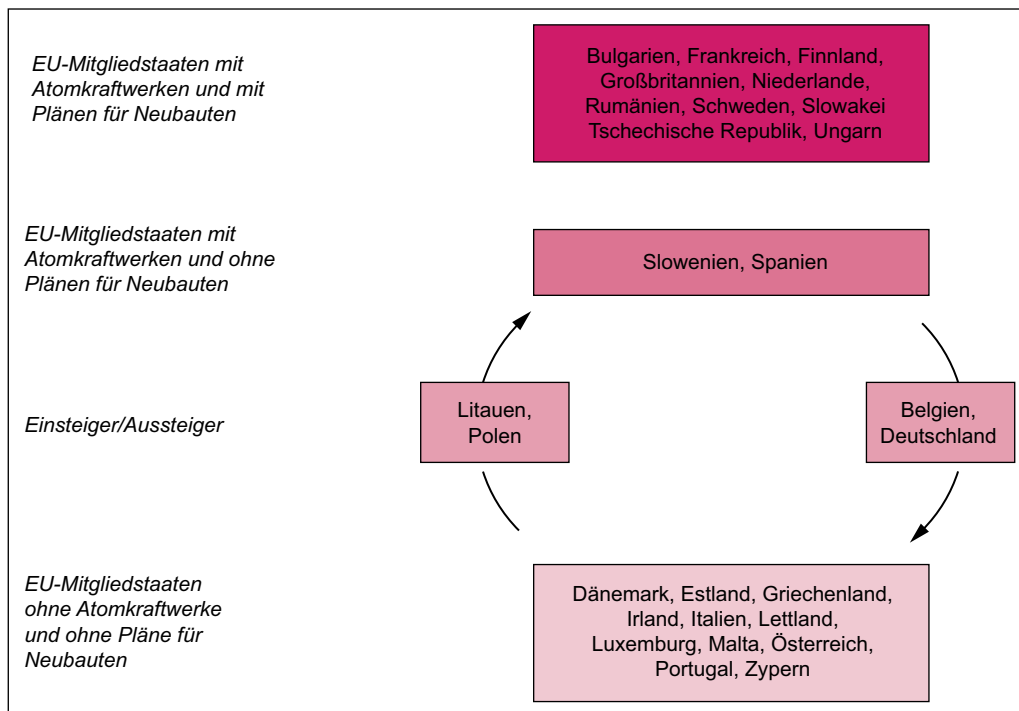 EU-Mitgliedstaaten mit
Atomkraftwerken und mit
Plänen für Neubauten
Bulgarien, Frankreich, Finnland,
Großbritannien, Niederlande,
Rumänien, Schweden, Slowakei
Tschechische Republik, Ungarn
EU-Mitgliedstaaten mit
Atomkraftwerken und ohne
Plänen für Neubauten
Slowenien, Spanien
Einsteiger/Aussteiger
Litauen,
Polen
Belgien,
Deutschland
EU-Mitgliedstaaten
ohne Atomkraftwerke
und ohne Pläne für
Neubauten
Dänemark, Estland, Griechenland,
Irland, Italien, Lettland,
Luxemburg, Malta, Österreich,
Portugal, Zypern